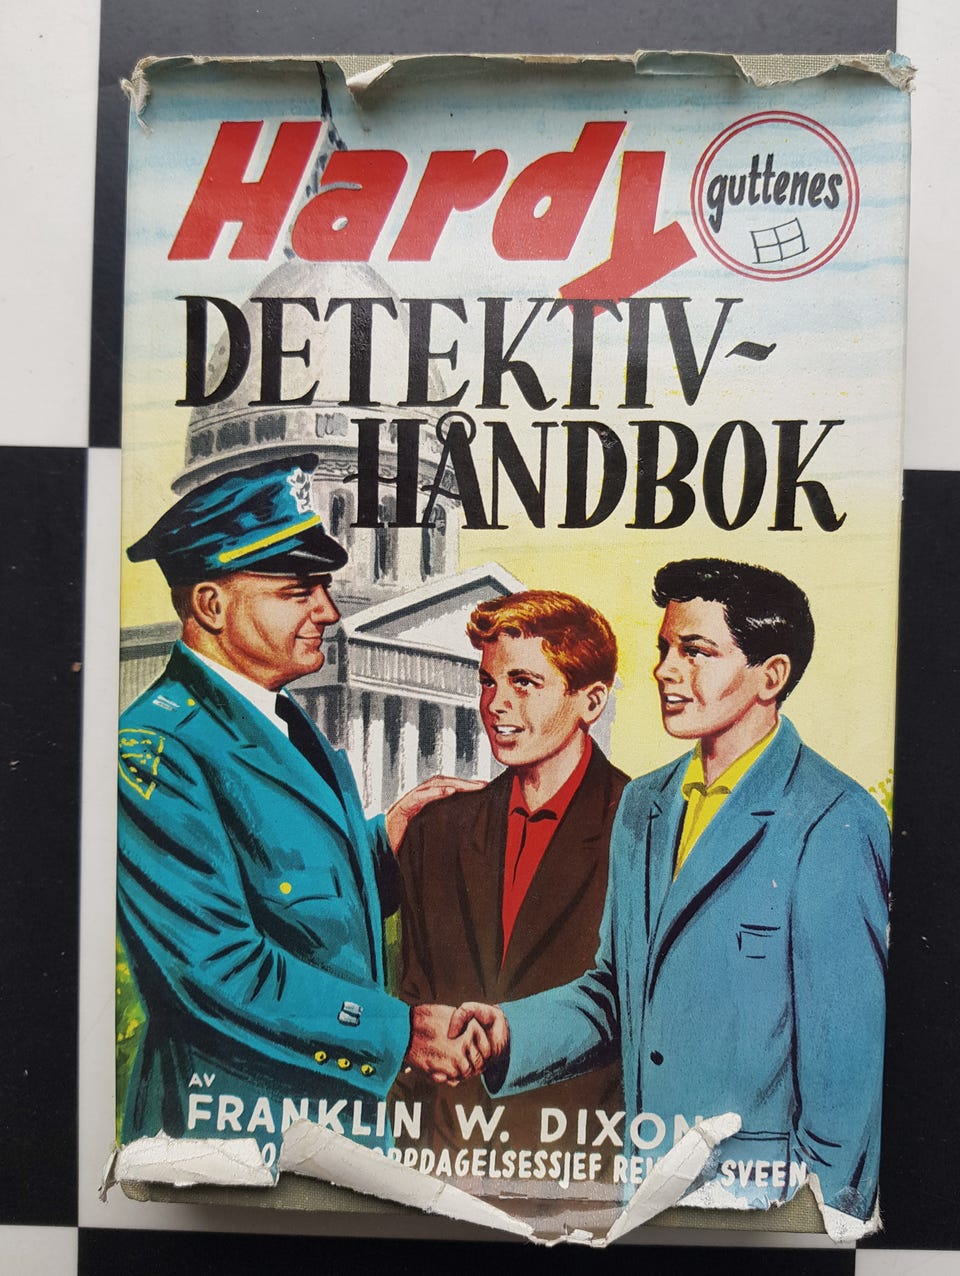 Hardy
guttenes
DETEKTIV-
HÅNDBOK
AV
FRANKLIN W. DIXON
OPPDAGELSESSJEF SVEEN